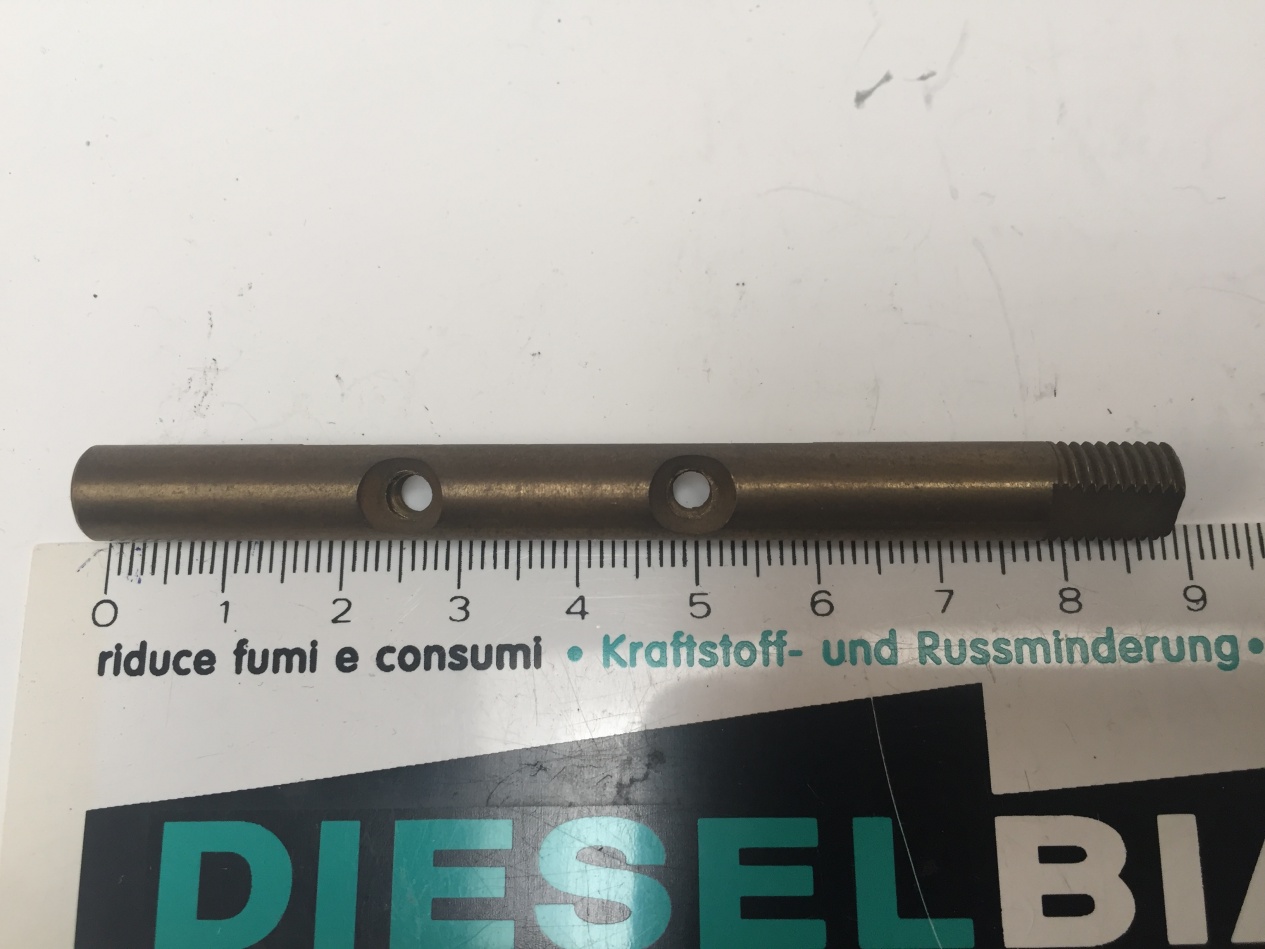 0 1 2 3 4 5 6 7 8 9
riduce fumi e consumi • Kraftstoff- und Russminderung •
DIESEL